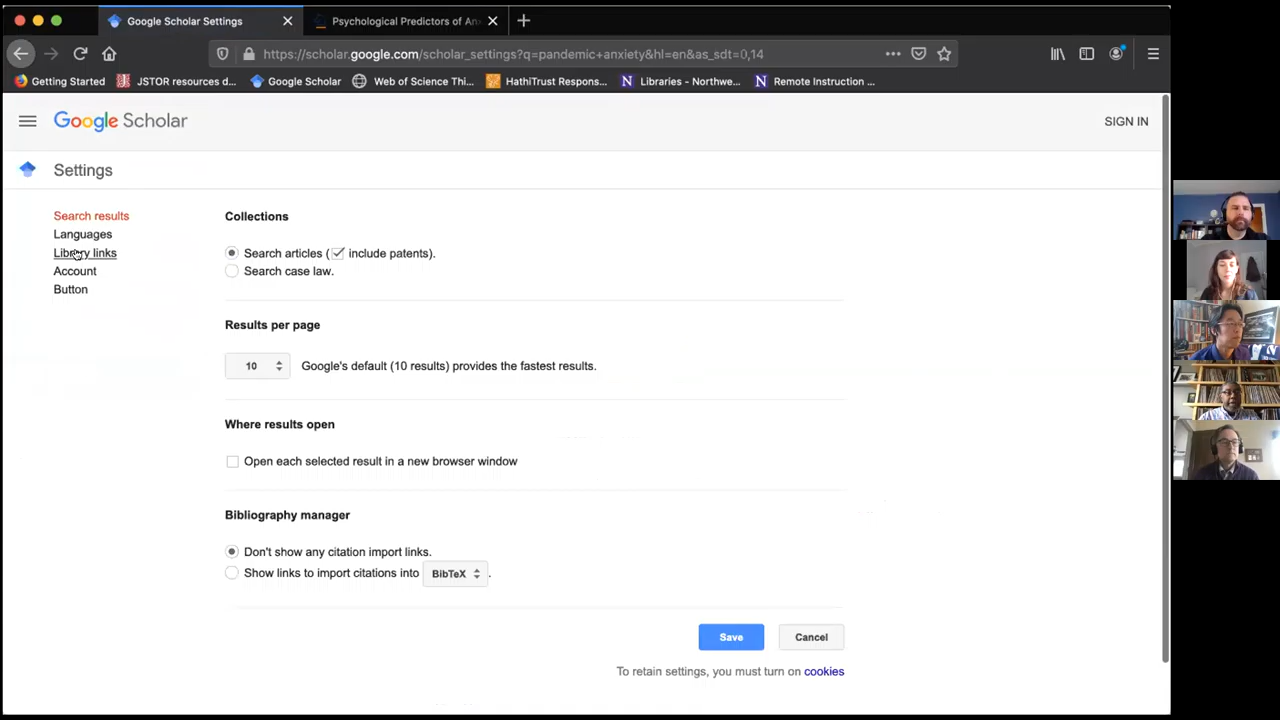 Google Scholar Settings
Psychological Predictors of An
https://scholar.google.com/scholar_settings?q=pandemic+anxiety&hl=en&as_sdt=0,14
Getting Started
JSTOR resources d...
Google Scholar
Web of Science Thi...
HathiTrust Respons...
N Libraries - Northwe...
N Remote Instruction ...
Google Scholar
SIGN IN
Settings
Search results
Languages
Library links
Account
Button
Collections
Search articles ( include patents).
Search case law.
Results per page
10 Google's default (10 results) provides the fastest results.
Where results open
Open each selected result in a new browser window
Bibliography manager
Don't show any citation import links.
Show links to import citations into BibTeX .
Save Cancel
To retain settings, you must turn on cookies